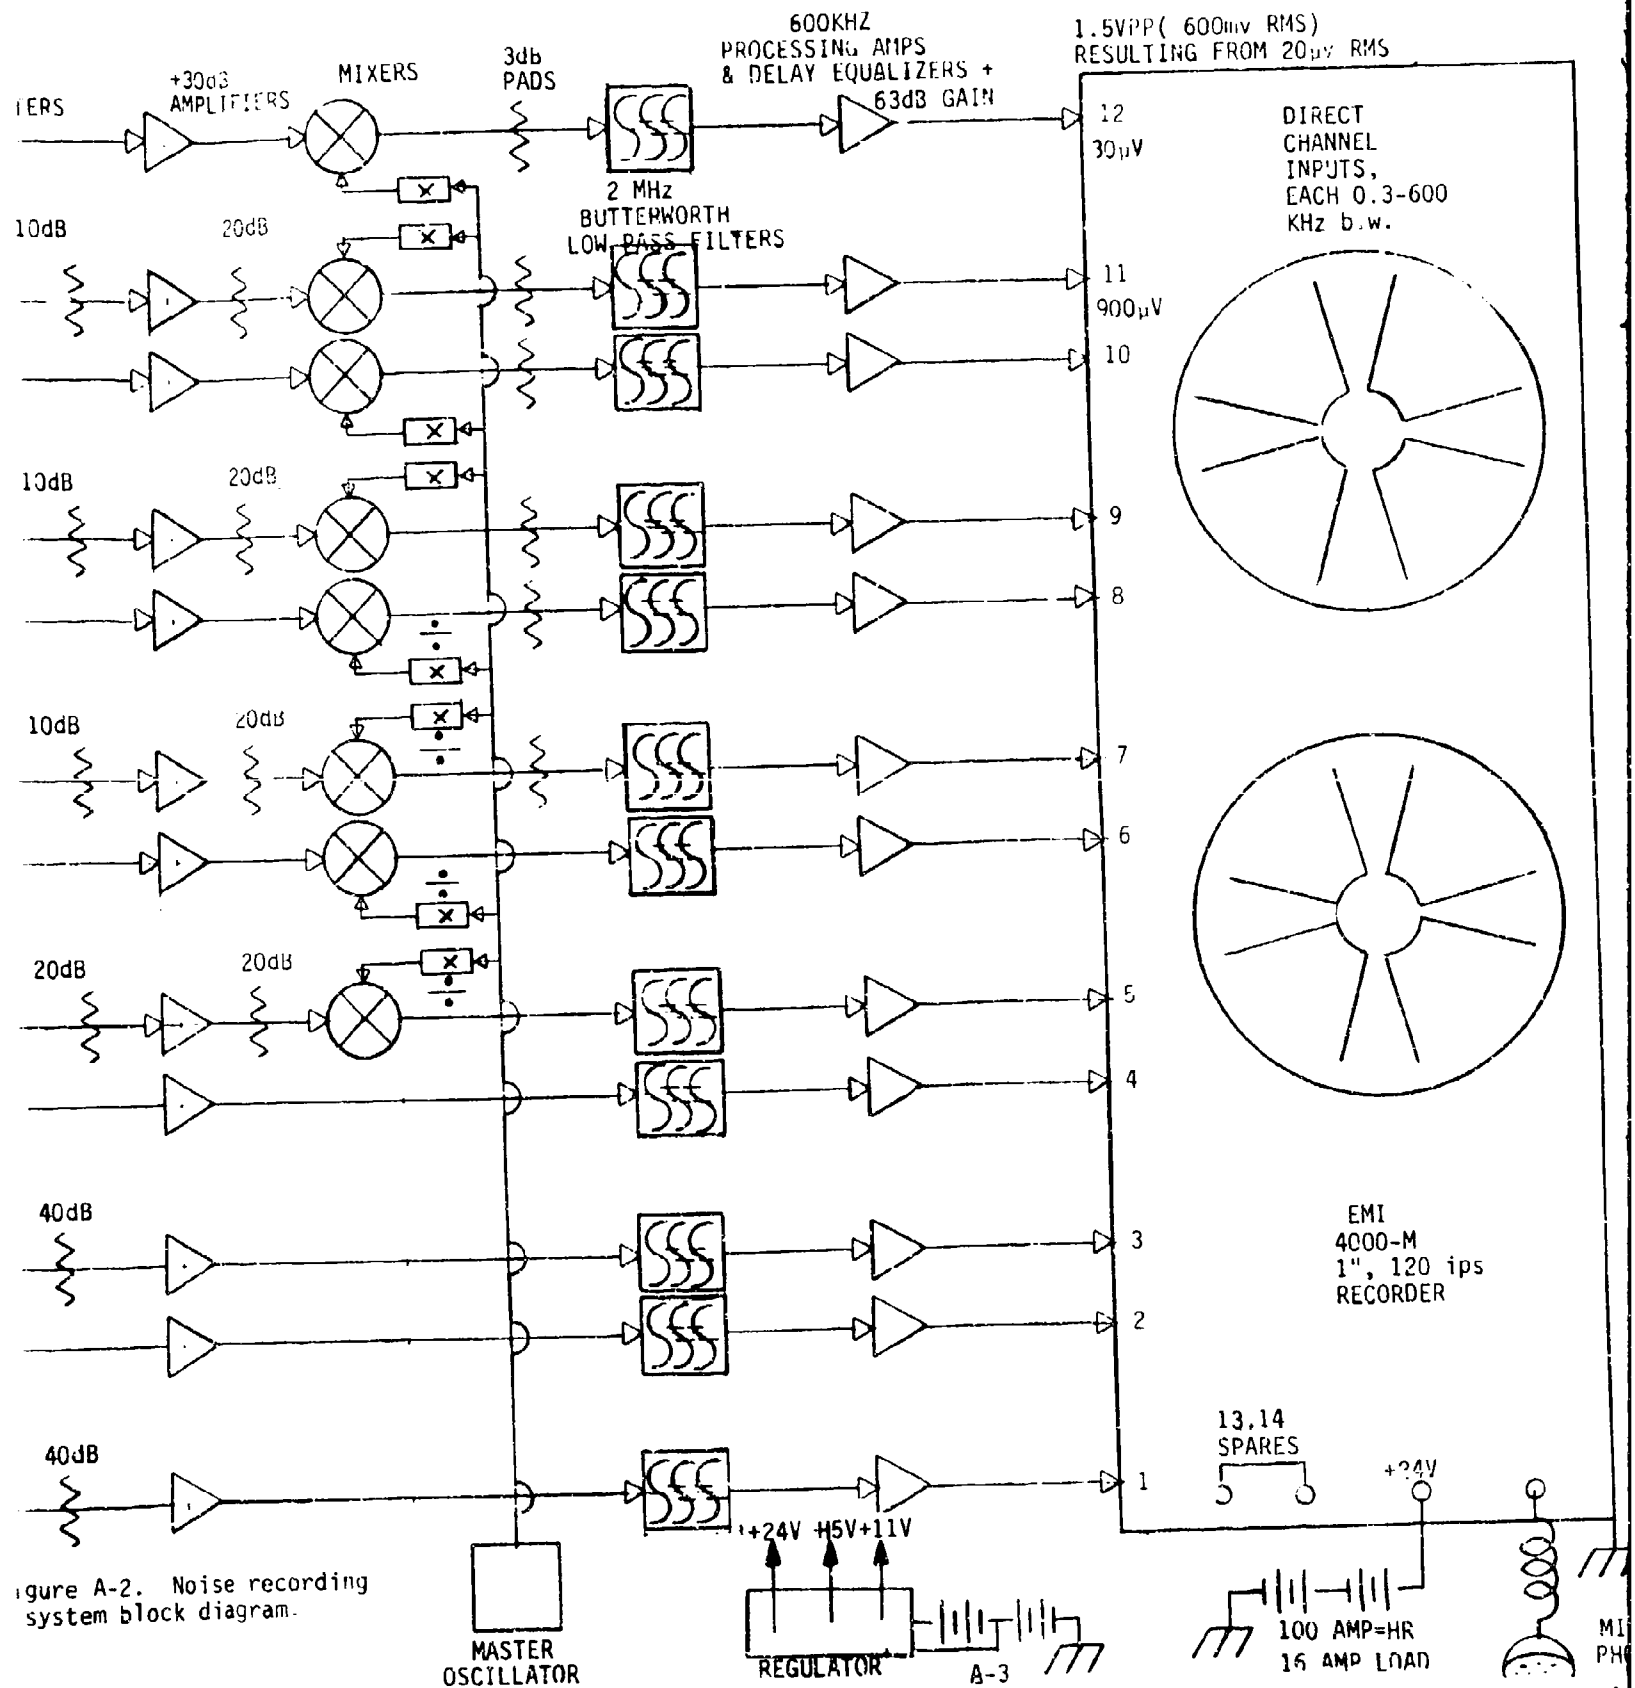 600KHZ
PROCESSING AMPS
& DELAY EQUALIZERS +
63dB GAIN
1.5VPP( 600mv RMS)
RESULTING FROM 20µv RMS
+30dB
AMPLIFIERS
MIXERS
3db
PADS
TERS
12
30µV
DIRECT
CHANNEL
INPUTS,
EACH 0.3-600
KHz b.w.
2 MHz
BUTTERWORTH
LOW PASS FILTERS
10dB
20dB
11
900µV
10
10dB
20dB
9
8
10dB
20dB
7
6
20dB
20dB
5
4
40dB
3
EMI
4000-M
1", 120 ips
RECORDER
2
13,14
SPARES
40dB
+24V
1
+24V +15V+11V
igure A-2. Noise recording
system block diagram.
MASTER
OSCILLATOR
REGULATOR
A-3
100 AMP=HR
16 AMP LOAD
MI
PH